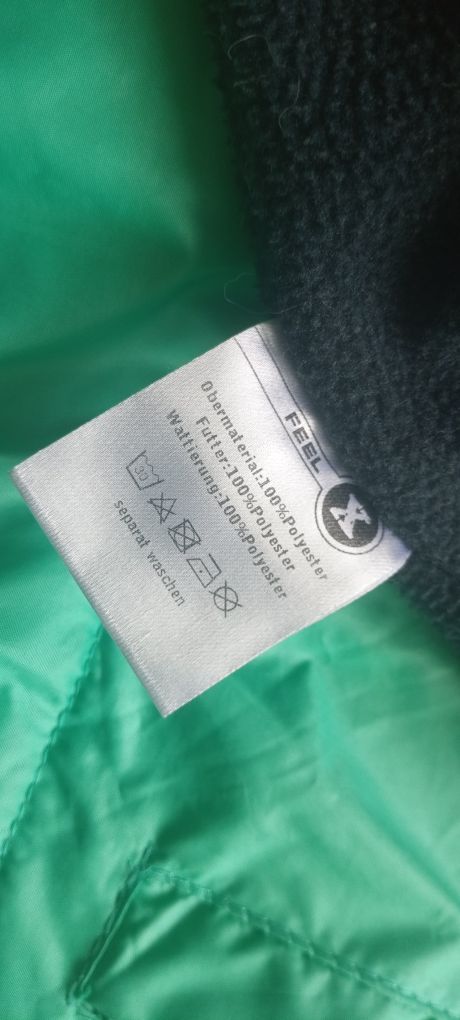 FEEL
X
Obermaterial:100%Polyester
Futter:100%Polyester
Wattierung:100%Polyester
30
separat waschen